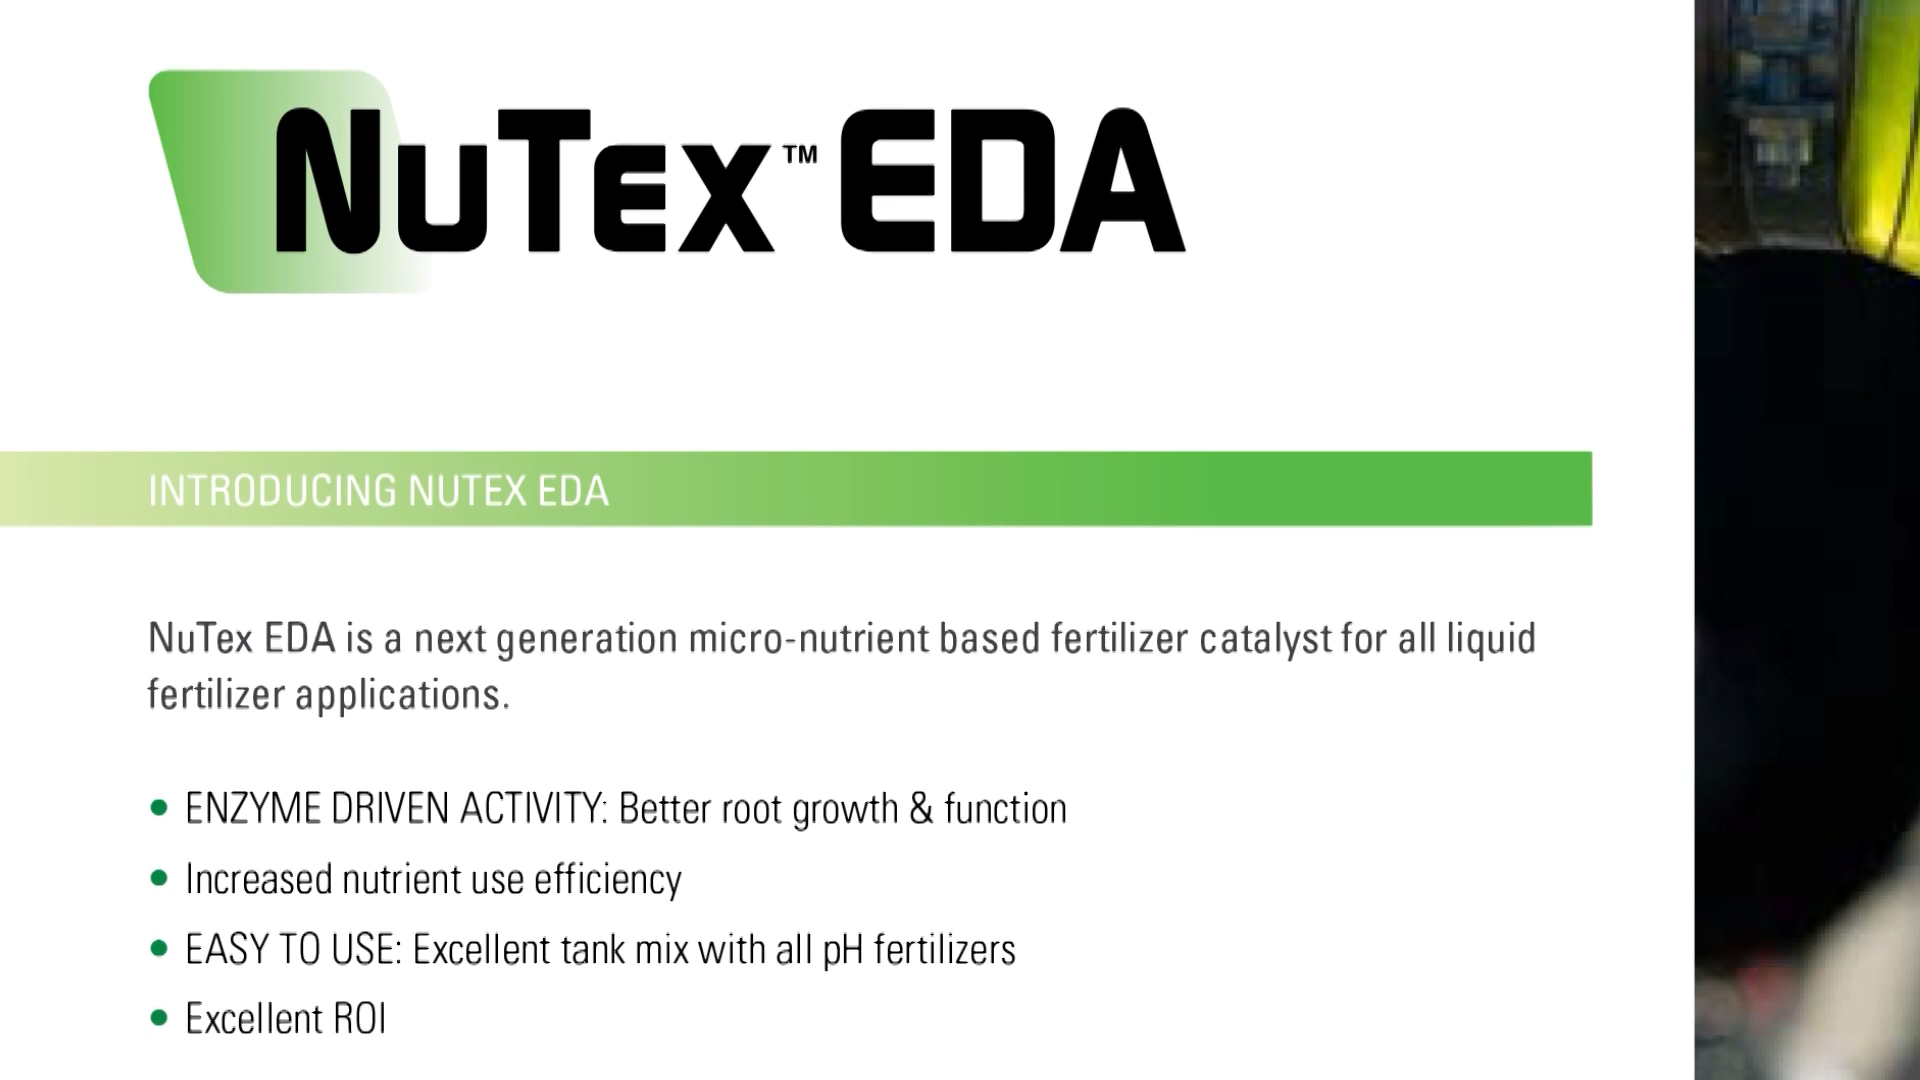 NuTex™ EDA
INTRODUCING NUTEX EDA
NuTex EDA is a next generation micro-nutrient based fertilizer catalyst for all liquid
fertilizer applications.
• ENZYME DRIVEN ACTIVITY: Better root growth & function
• Increased nutrient use efficiency
• EASY TO USE: Excellent tank mix with all pH fertilizers
• Excellent ROI